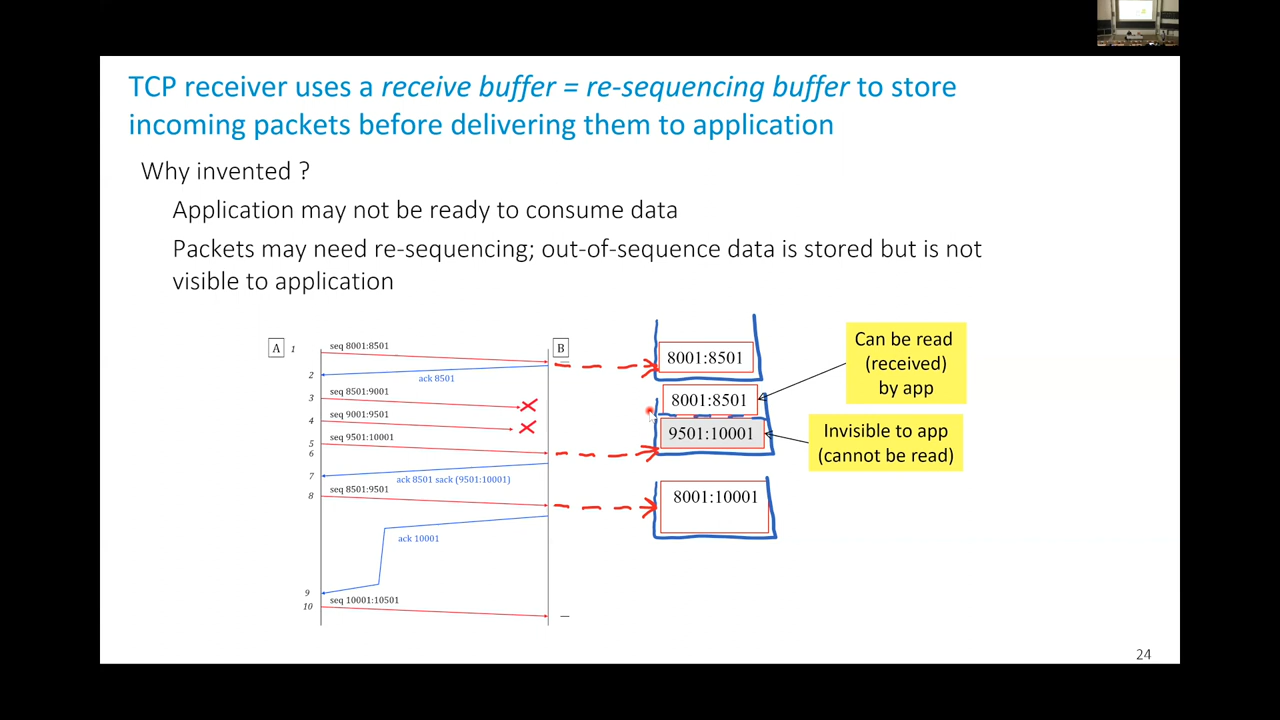 TCP receiver uses a receive buffer = re-sequencing buffer to store
incoming packets before delivering them to application
Why invented ?
Application may not be ready to consume data
Packets may need re-sequencing; out-of-sequence data is stored but is not
visible to application
A
B
1
seq 8001:8501
2
ack 8501
3
seq 8501:9001
4
seq 9001:9501
5
seq 9501:10001
6
7
ack 8501 sack (9501:10001)
8
seq 8501:9501
ack 10001
9
10
seq 10001:10501
8001:8501
8001:8501
9501:10001
8001:10001
Can be read
(received)
by app
Invisible to app
(cannot be read)
24